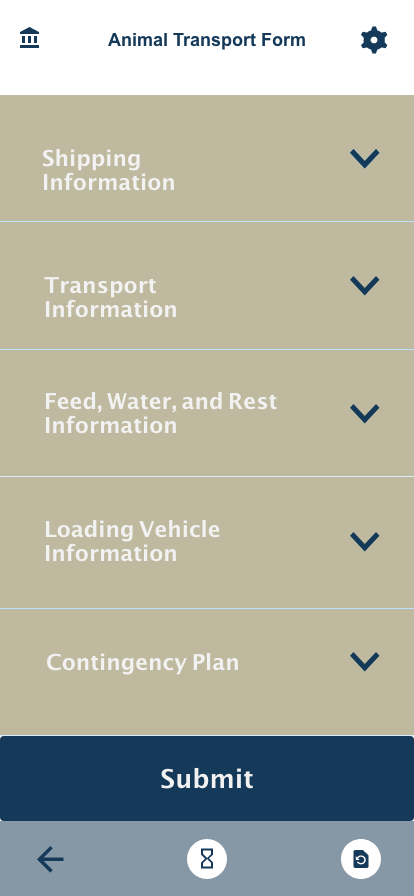 Animal Transport Form
Shipping
Information
Transport
Information
Feed, Water, and Rest
Information
Loading Vehicle
Information
Contingency Plan
Submit